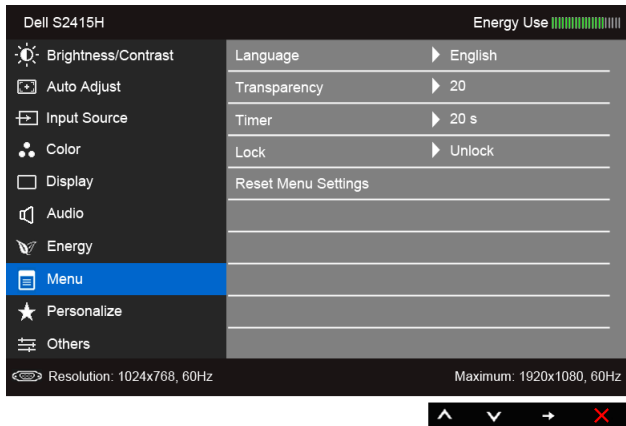 Dell S2415H
Energy Use
Brightness/Contrast
Auto Adjust
Input Source
Color
Display
Audio
Energy
Menu
Personalize
Others
Language English
Transparency 20
Timer 20 s
Lock Unlock
Reset Menu Settings
Resolution: 1024x768, 60Hz
Maximum: 1920x1080, 60Hz